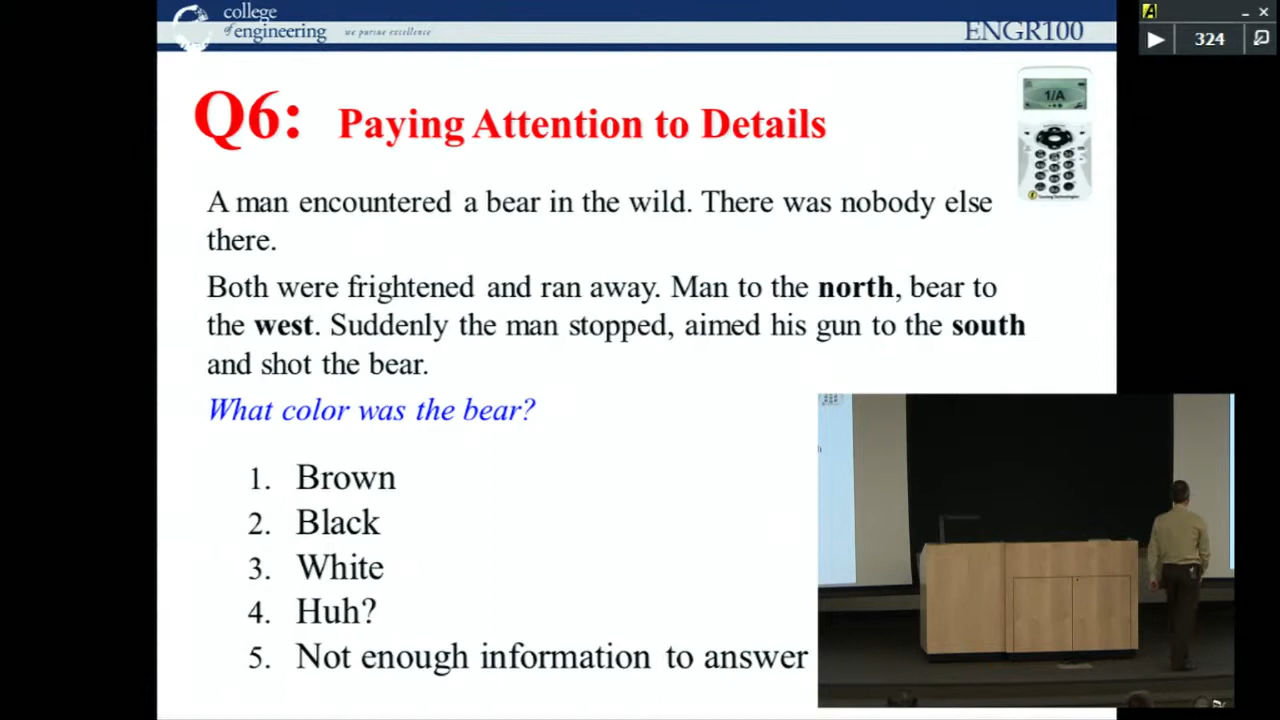 college
of engineering we pursue excellence
ENGR100
324
1/A
Q6: Paying Attention to Details
A man encountered a bear in the wild. There was nobody else
there.
Both were frightened and ran away. Man to the north, bear to
the west. Suddenly the man stopped, aimed his gun to the south
and shot the bear.
What color was the bear?
1. Brown
2. Black
3. White
4. Huh?
5. Not enough information to answer